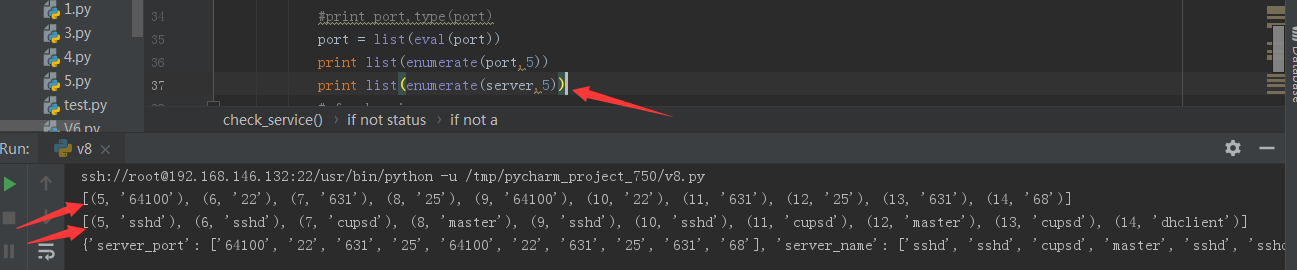 1.py
3.py
4.py
5.py
test.py
V6.py
34 #print port,type(port)
35 port = list(eval(port))
36 print list(enumerate(port,5))
37 print list(enumerate(server,5))
check_service() › if not status › if not a
Database
Run: v8 ×
ssh://root@192.168.146.132:22/usr/bin/python -u /tmp/pycharm_project_750/v8.py
[(5, '64100'), (6, '22'), (7, '631'), (8, '25'), (9, '64100'), (10, '22'), (11, '631'), (12, '25'), (13, '631'), (14, '68')]
[(5, 'sshd'), (6, 'sshd'), (7, 'cupsd'), (8, 'master'), (9, 'sshd'), (10, 'sshd'), (11, 'cupsd'), (12, 'master'), (13, 'cupsd'), (14, 'dhclient')]
{'server_port': ['64100', '22', '631', '25', '64100', '22', '631', '25', '631', '68'], 'server_name': ['sshd', 'sshd', 'cupsd', 'master', 'sshd', 'sshd